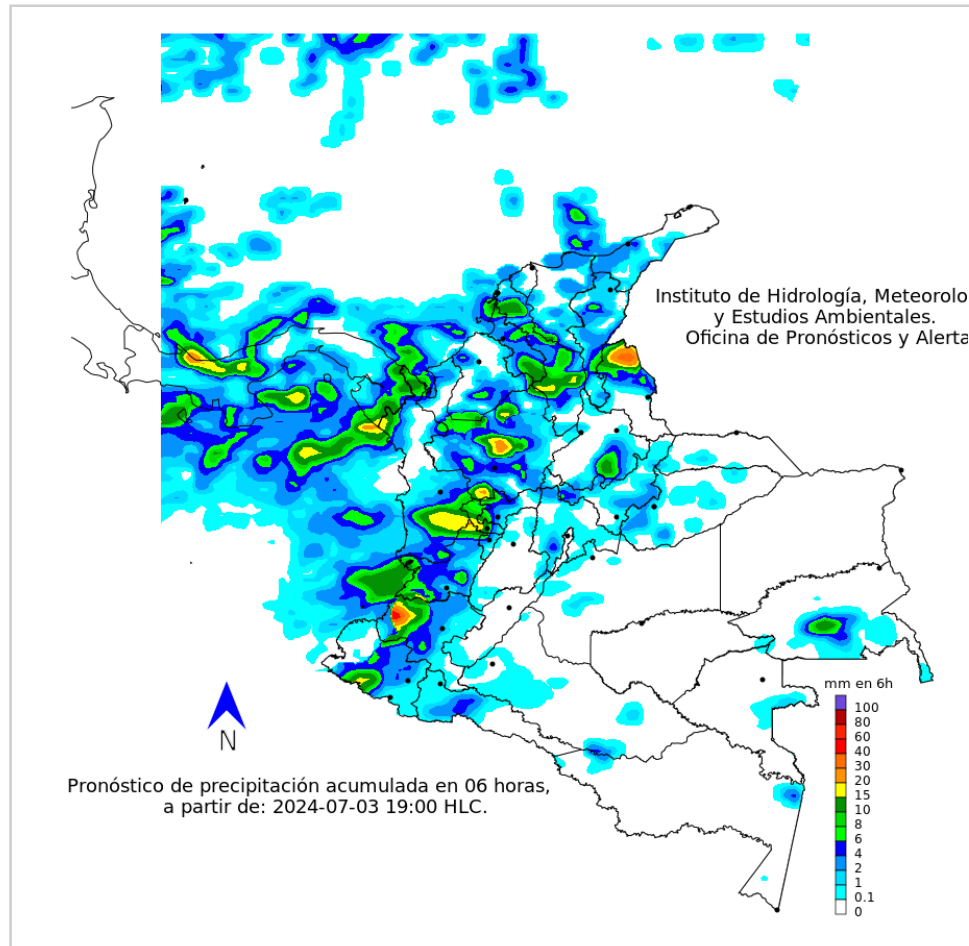 Instituto de Hidrología, Meteorolo
y Estudios Ambientales.
Oficina de Pronósticos y Alerta
mm en 6h
100
80
60
40
30
20
15
10
8
6
4
2
1
0.1
0
N
Pronóstico de precipitación acumulada en 06 horas,
a partir de: 2024-07-03 19:00 HLC.